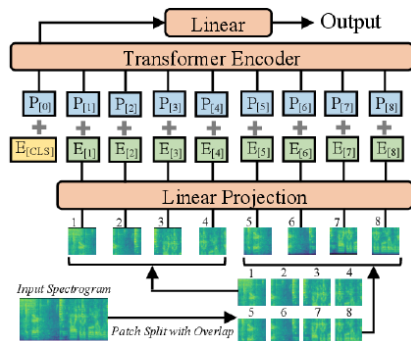 Linear
Output
Transformer Encoder
P[0] P[1] P[2] P[3] P[4] P[5] P[6] P[7] P[8]
+ + + + + + + + +
E[CLS] E[1] E[2] E[3] E[4] E[5] E[6] E[7] E[8]
Linear Projection
1 2 3 4 5 6 7 8
Input Spectrogram
1 2 3 4
5 6 7 8
Patch Split with Overlap